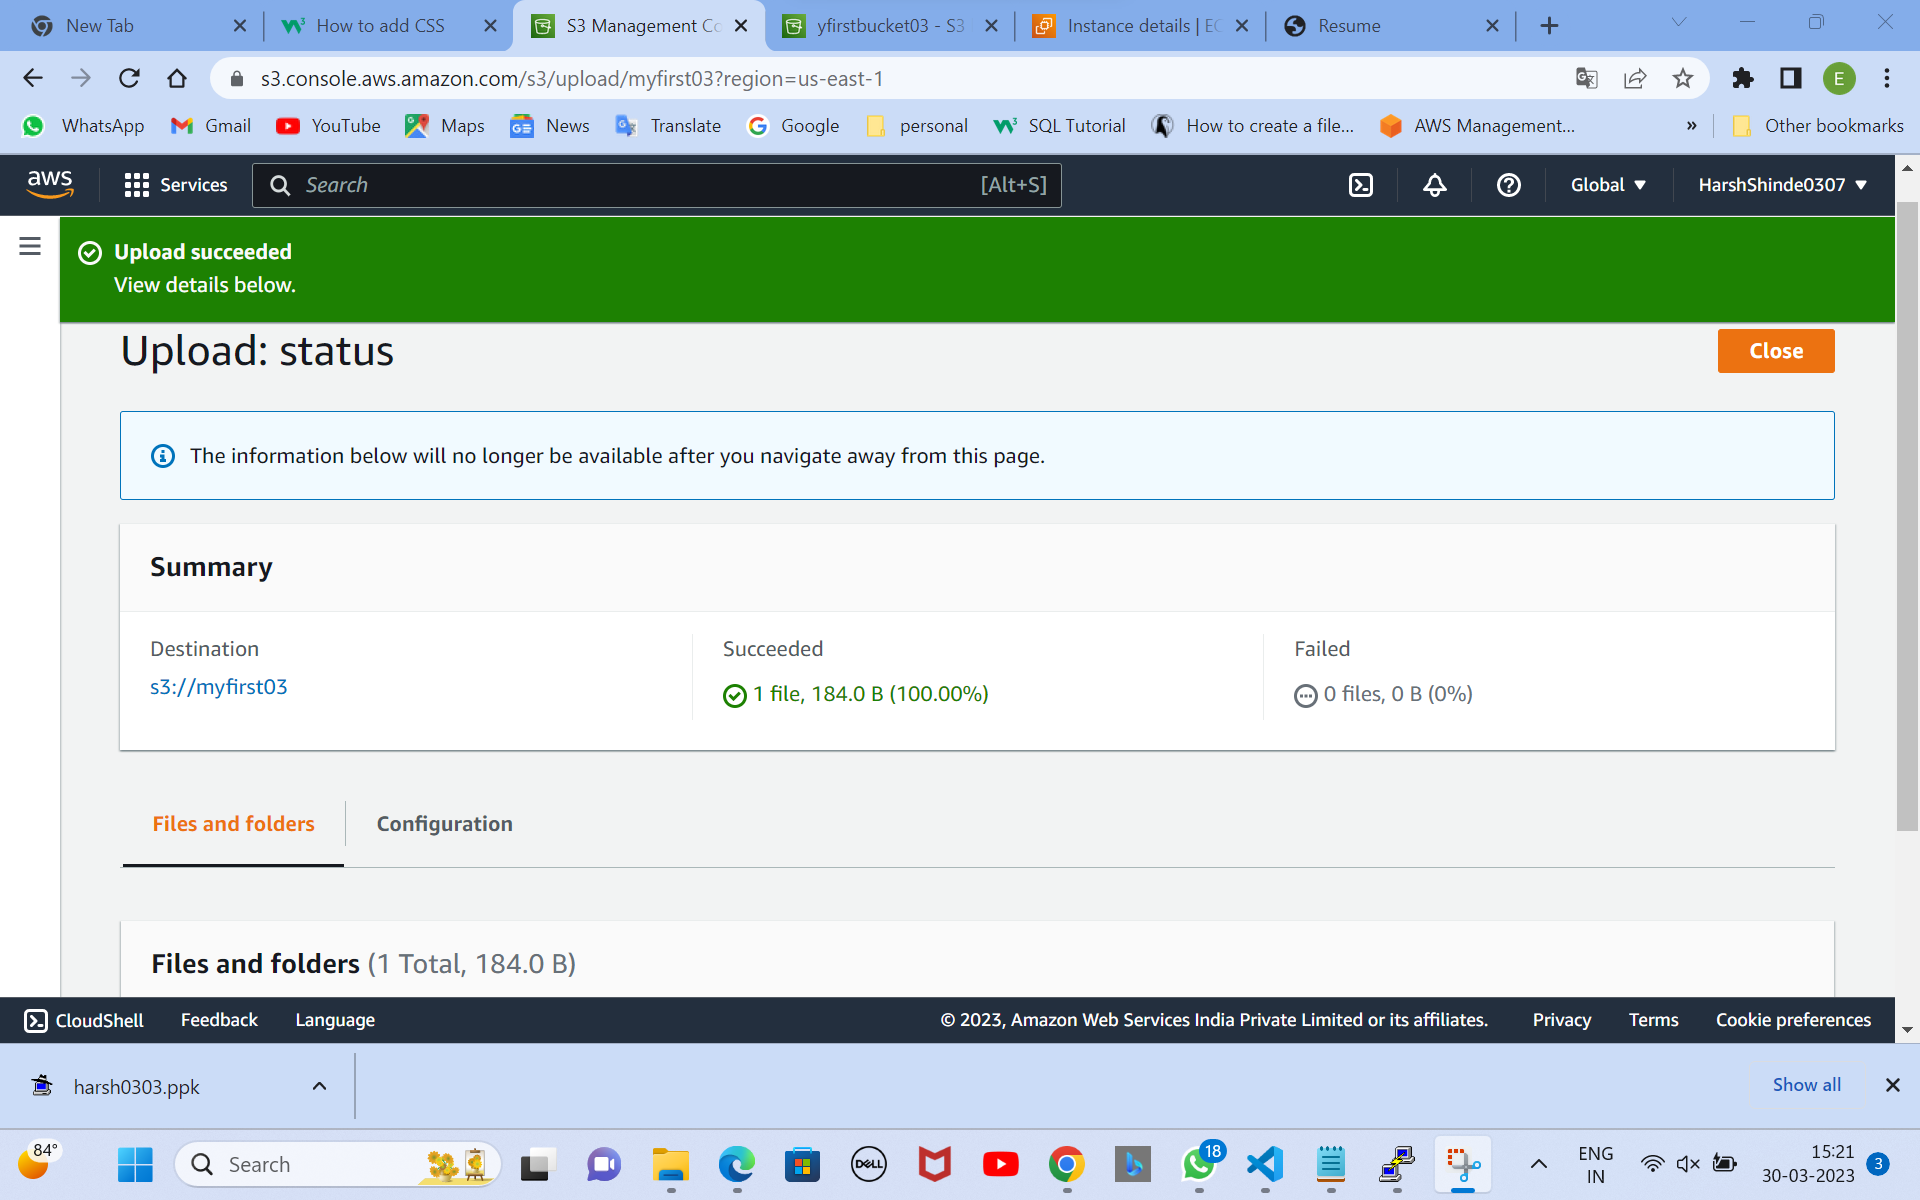 New Tab
How to add CSS
S3 Management Co
yfirstbucket03 - S3
Instance details | EC
Resume
s3.console.aws.amazon.com/s3/upload/myfirst03?region=us-east-1
E
WhatsApp
Gmail
YouTube
Maps
News
Translate
Google
personal
SQL Tutorial
How to create a file...
AWS Management...
»
Other bookmarks
aws
Services
Search
[Alt+S]
Global
HarshShinde0307
Upload succeeded
View details below.
Upload: status
Close
The information below will no longer be available after you navigate away from this page.
Summary
Destination
Succeeded
Failed
s3://myfirst03
1 file, 184.0 B (100.00%)
0 files, 0 B (0%)
Files and folders
Configuration
Files and folders (1 Total, 184.0 B)
CloudShell
Feedback
Language
© 2023, Amazon Web Services India Private Limited or its affiliates.
Privacy
Terms
Cookie preferences
harsh0303.ppk
Show all
84°
Search
DELL
18
ENG
IN
15:21
30-03-2023
3